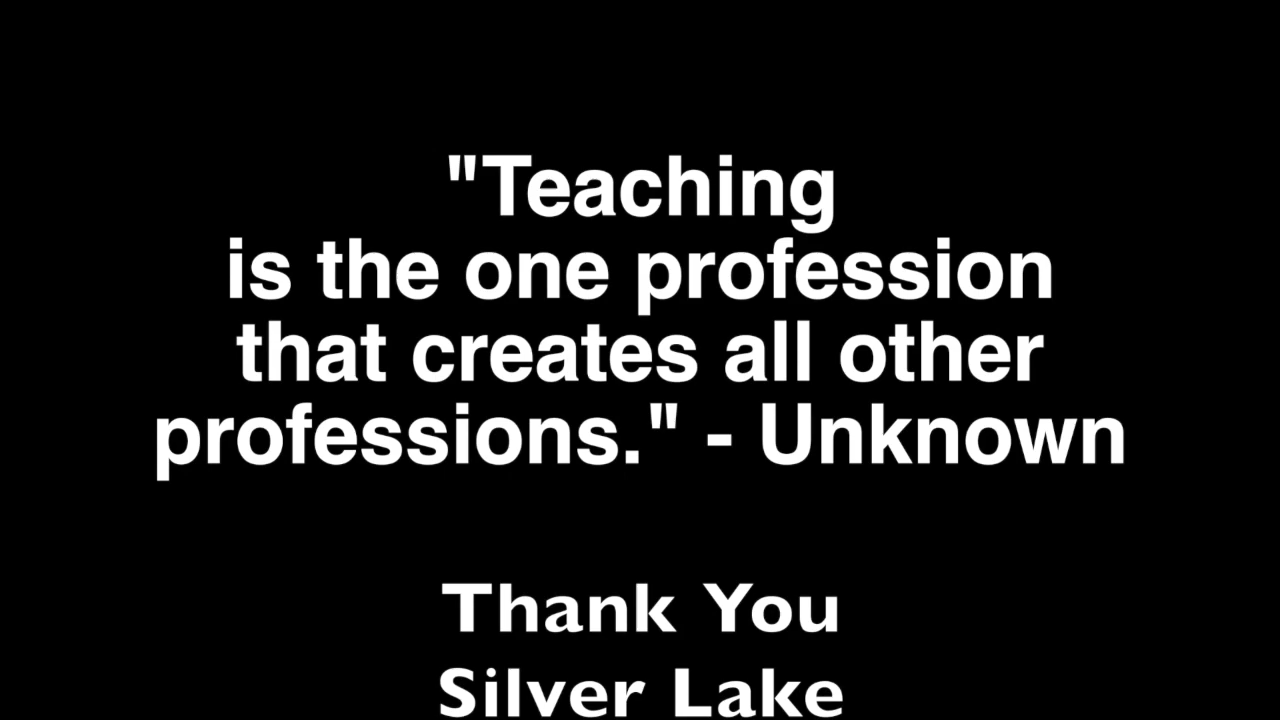 "Teaching
is the one profession
that creates all other
professions." - Unknown
Thank You
Silver Lake